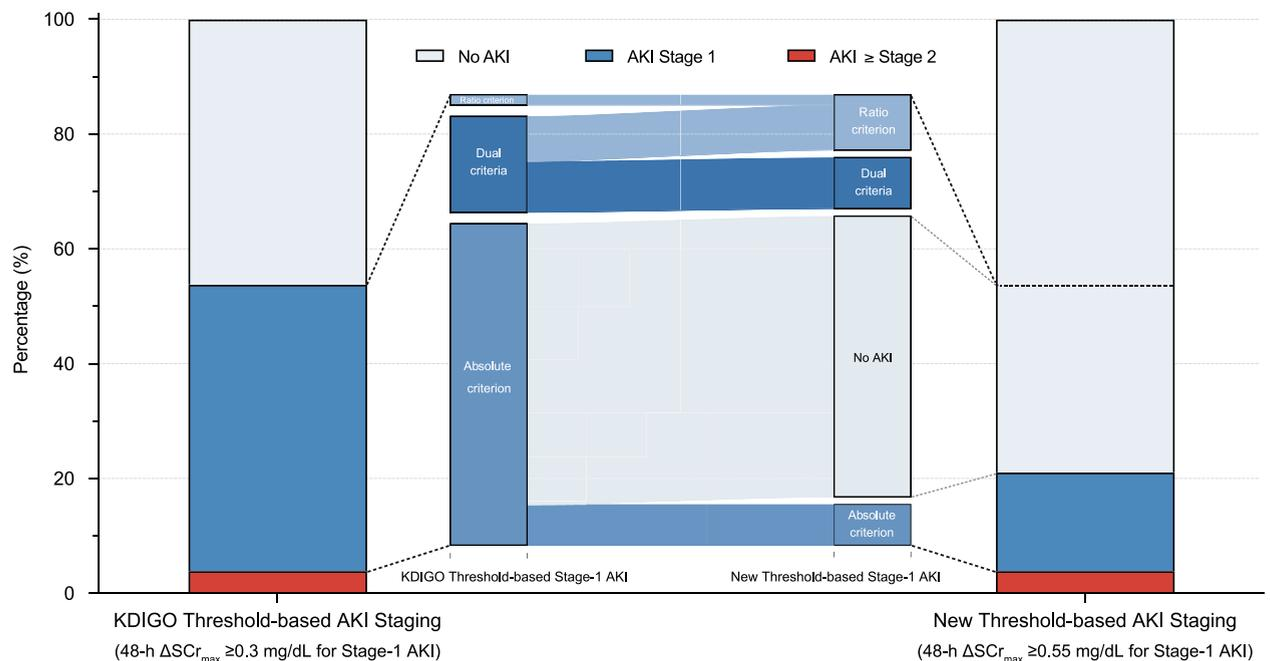 100
80
60
40
20
0
Percentage (%)
No AKI
AKI Stage 1
AKI ≥ Stage 2
Ratio criterion
Dual
criteria
Absolute
criterion
Ratio
criterion
Dual
criteria
No AKI
Absolute
criterion
KDIGO Threshold-based Stage-1 AKI
New Threshold-based Stage-1 AKI
KDIGO Threshold-based AKI Staging
(48-h ΔSCrmax ≥0.3 mg/dL for Stage-1 AKI)
New Threshold-based AKI Staging
(48-h ΔSCrmax ≥0.55 mg/dL for Stage-1 AKI)